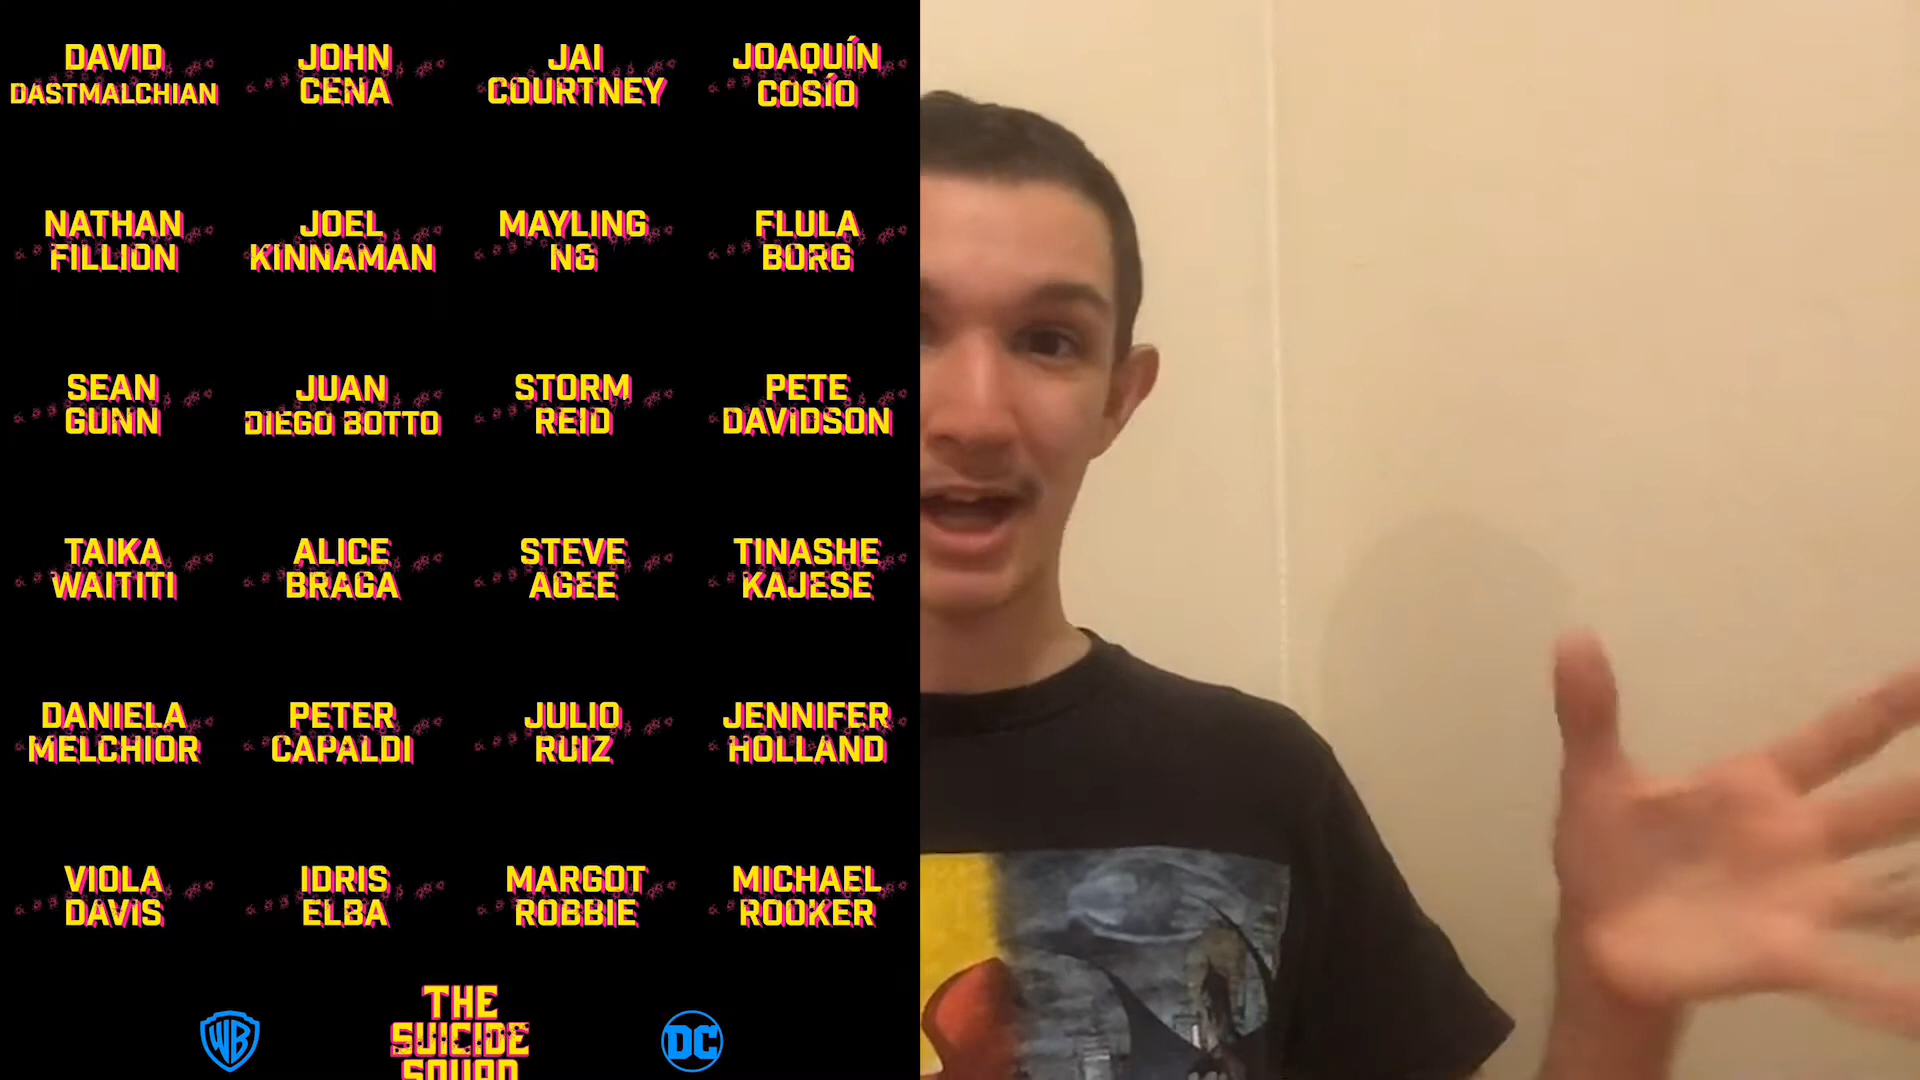 DAVID
DASTMALCHIAN
JOHN
CENA
JAI
COURTNEY
JOAQUÍN
COSÍO
NATHAN
FILLION
JOEL
KINNAMAN
MAYLING
NG
FLULA
BORG
SEAN
GUNN
JUAN
DIEGO BOTTO
STORM
REID
PETE
DAVIDSON
TAIKA
WAITITI
ALICE
BRAGA
STEVE
AGEE
TINASHE
KAJESE
DANIELA
MELCHIOR
PETER
CAPALDI
JULIO
RUIZ
JENNIFER
HOLLAND
VIOLA
DAVIS
IDRIS
ELBA
MARGOT
ROBBIE
MICHAEL
ROOKER
WB
THE
SUICIDE
SQUAD
DC